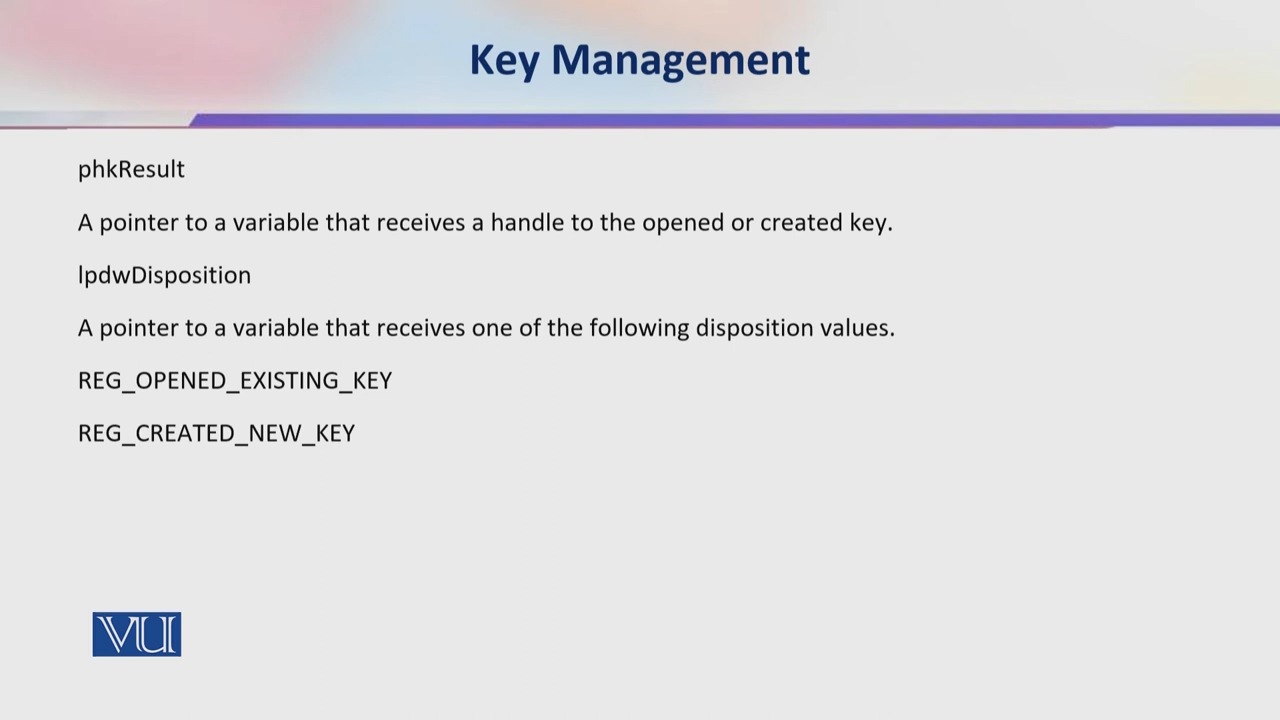 Key Management
phkResult
A pointer to a variable that receives a handle to the opened or created key.
lpdwDisposition
A pointer to a variable that receives one of the following disposition values.
REG_OPENED_EXISTING_KEY
REG_CREATED_NEW_KEY
VU